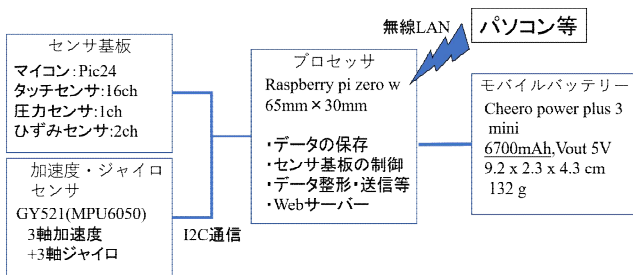 センサ基板
マイコン：Pic24
タッチセンサ:16ch
圧力センサ:1ch
ひずみセンサ:2ch
加速度・ジャイロ
センサ
GY521(MPU6050)
3軸加速度
+3軸ジャイロ
I2C通信
プロセッサ
Raspberry pi zero w
65mm×30mm
・データの保存
・センサ基板の制御
・データ整形・送信等
・Webサーバー
無線LAN
パソコン等
モバイルバッテリー
Cheero power plus 3
mini
6700mAh,Vout 5V
9.2 x 2.3 x 4.3 cm
132 g